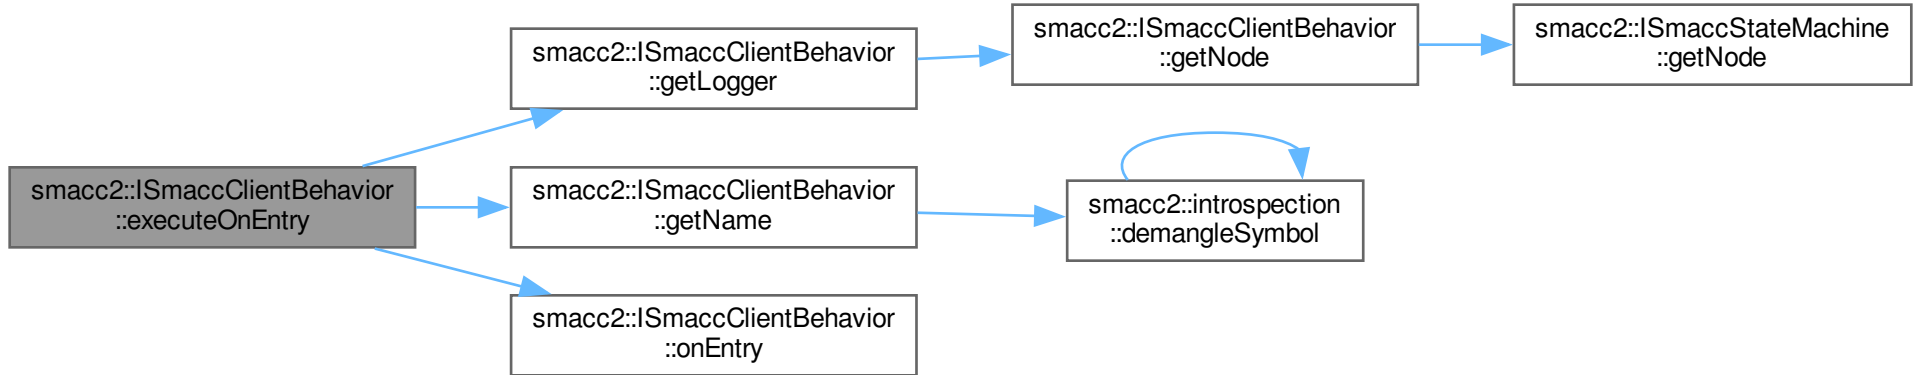 smacc2::ISmaccClientBehavior
::executeOnEntry
smacc2::ISmaccClientBehavior
::getLogger
smacc2::ISmaccClientBehavior
::getNode
smacc2::ISmaccStateMachine
::getNode
smacc2::ISmaccClientBehavior
::getName
smacc2::introspection
::demangleSymbol
smacc2::ISmaccClientBehavior
::onEntry